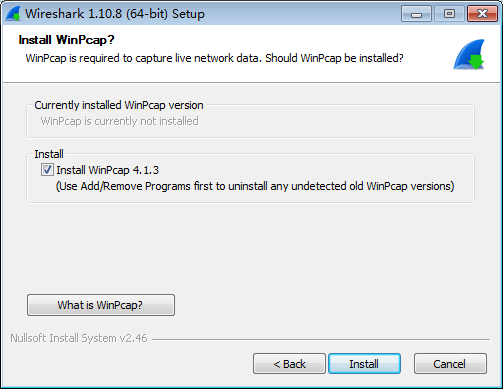 Wireshark 1.10.8 (64-bit) Setup
Install WinPcap?
WinPcap is required to capture live network data. Should WinPcap be installed?
Currently installed WinPcap version
WinPcap is currently not installed
Install
Install WinPcap 4.1.3
(Use Add/Remove Programs first to uninstall any undetected old WinPcap versions)
What is WinPcap?
Nullsoft Install System v2.46
< Back
Install
Cancel